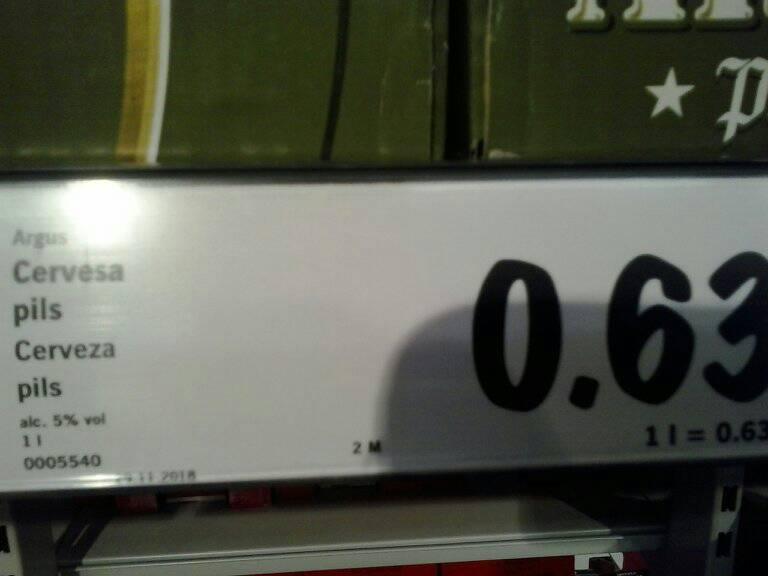 Argus
Cervesa
pils
Cerveza
pils
alc. 5% vol
1 l
0005540
2 M
0.63
1 l = 0.63